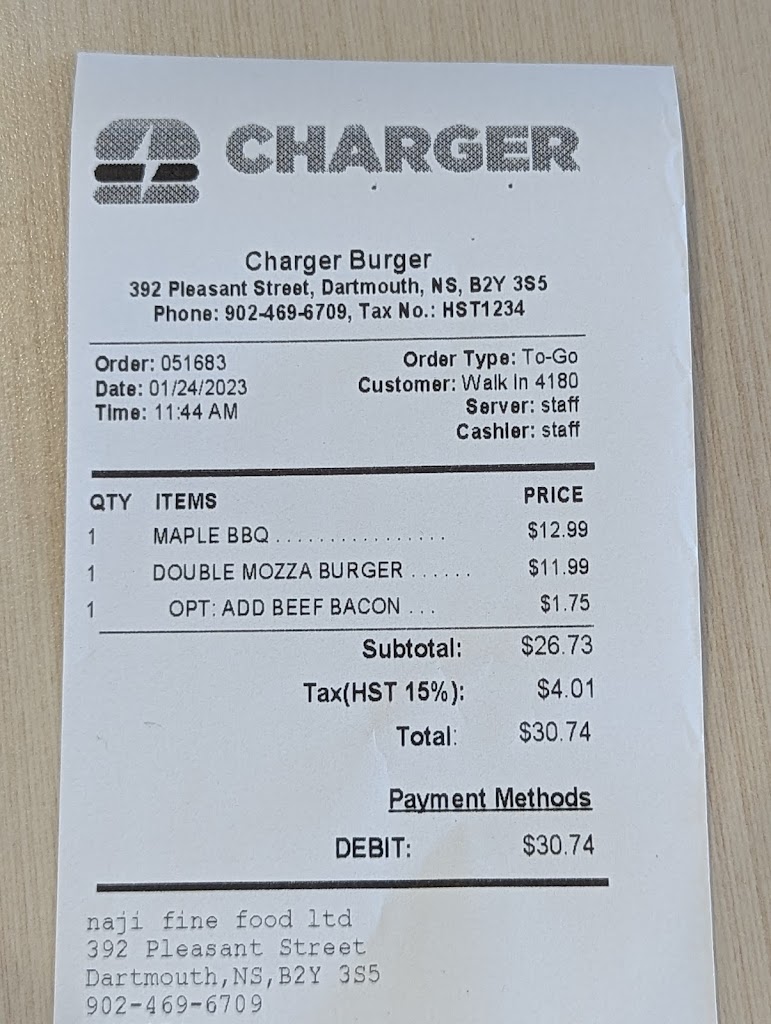 CHARGER
Charger Burger
392 Pleasant Street, Dartmouth, NS, B2Y 3S5
Phone: 902-469-6709, Tax No.: HST1234
Order: 051683 Order Type: To-Go
Date: 01/24/2023 Customer: Walk In 4180
Time: 11:44 AM Server: staff
Cashier: staff
QTY ITEMS PRICE
1 MAPLE BBQ ................ $12.99
1 DOUBLE MOZZA BURGER ...... $11.99
1 OPT: ADD BEEF BACON ... $1.75
Subtotal: $26.73
Tax(HST 15%): $4.01
Total: $30.74
Payment Methods
DEBIT: $30.74
naji fine food ltd
392 Pleasant Street
Dartmouth,NS,B2Y 3S5
902-469-6709